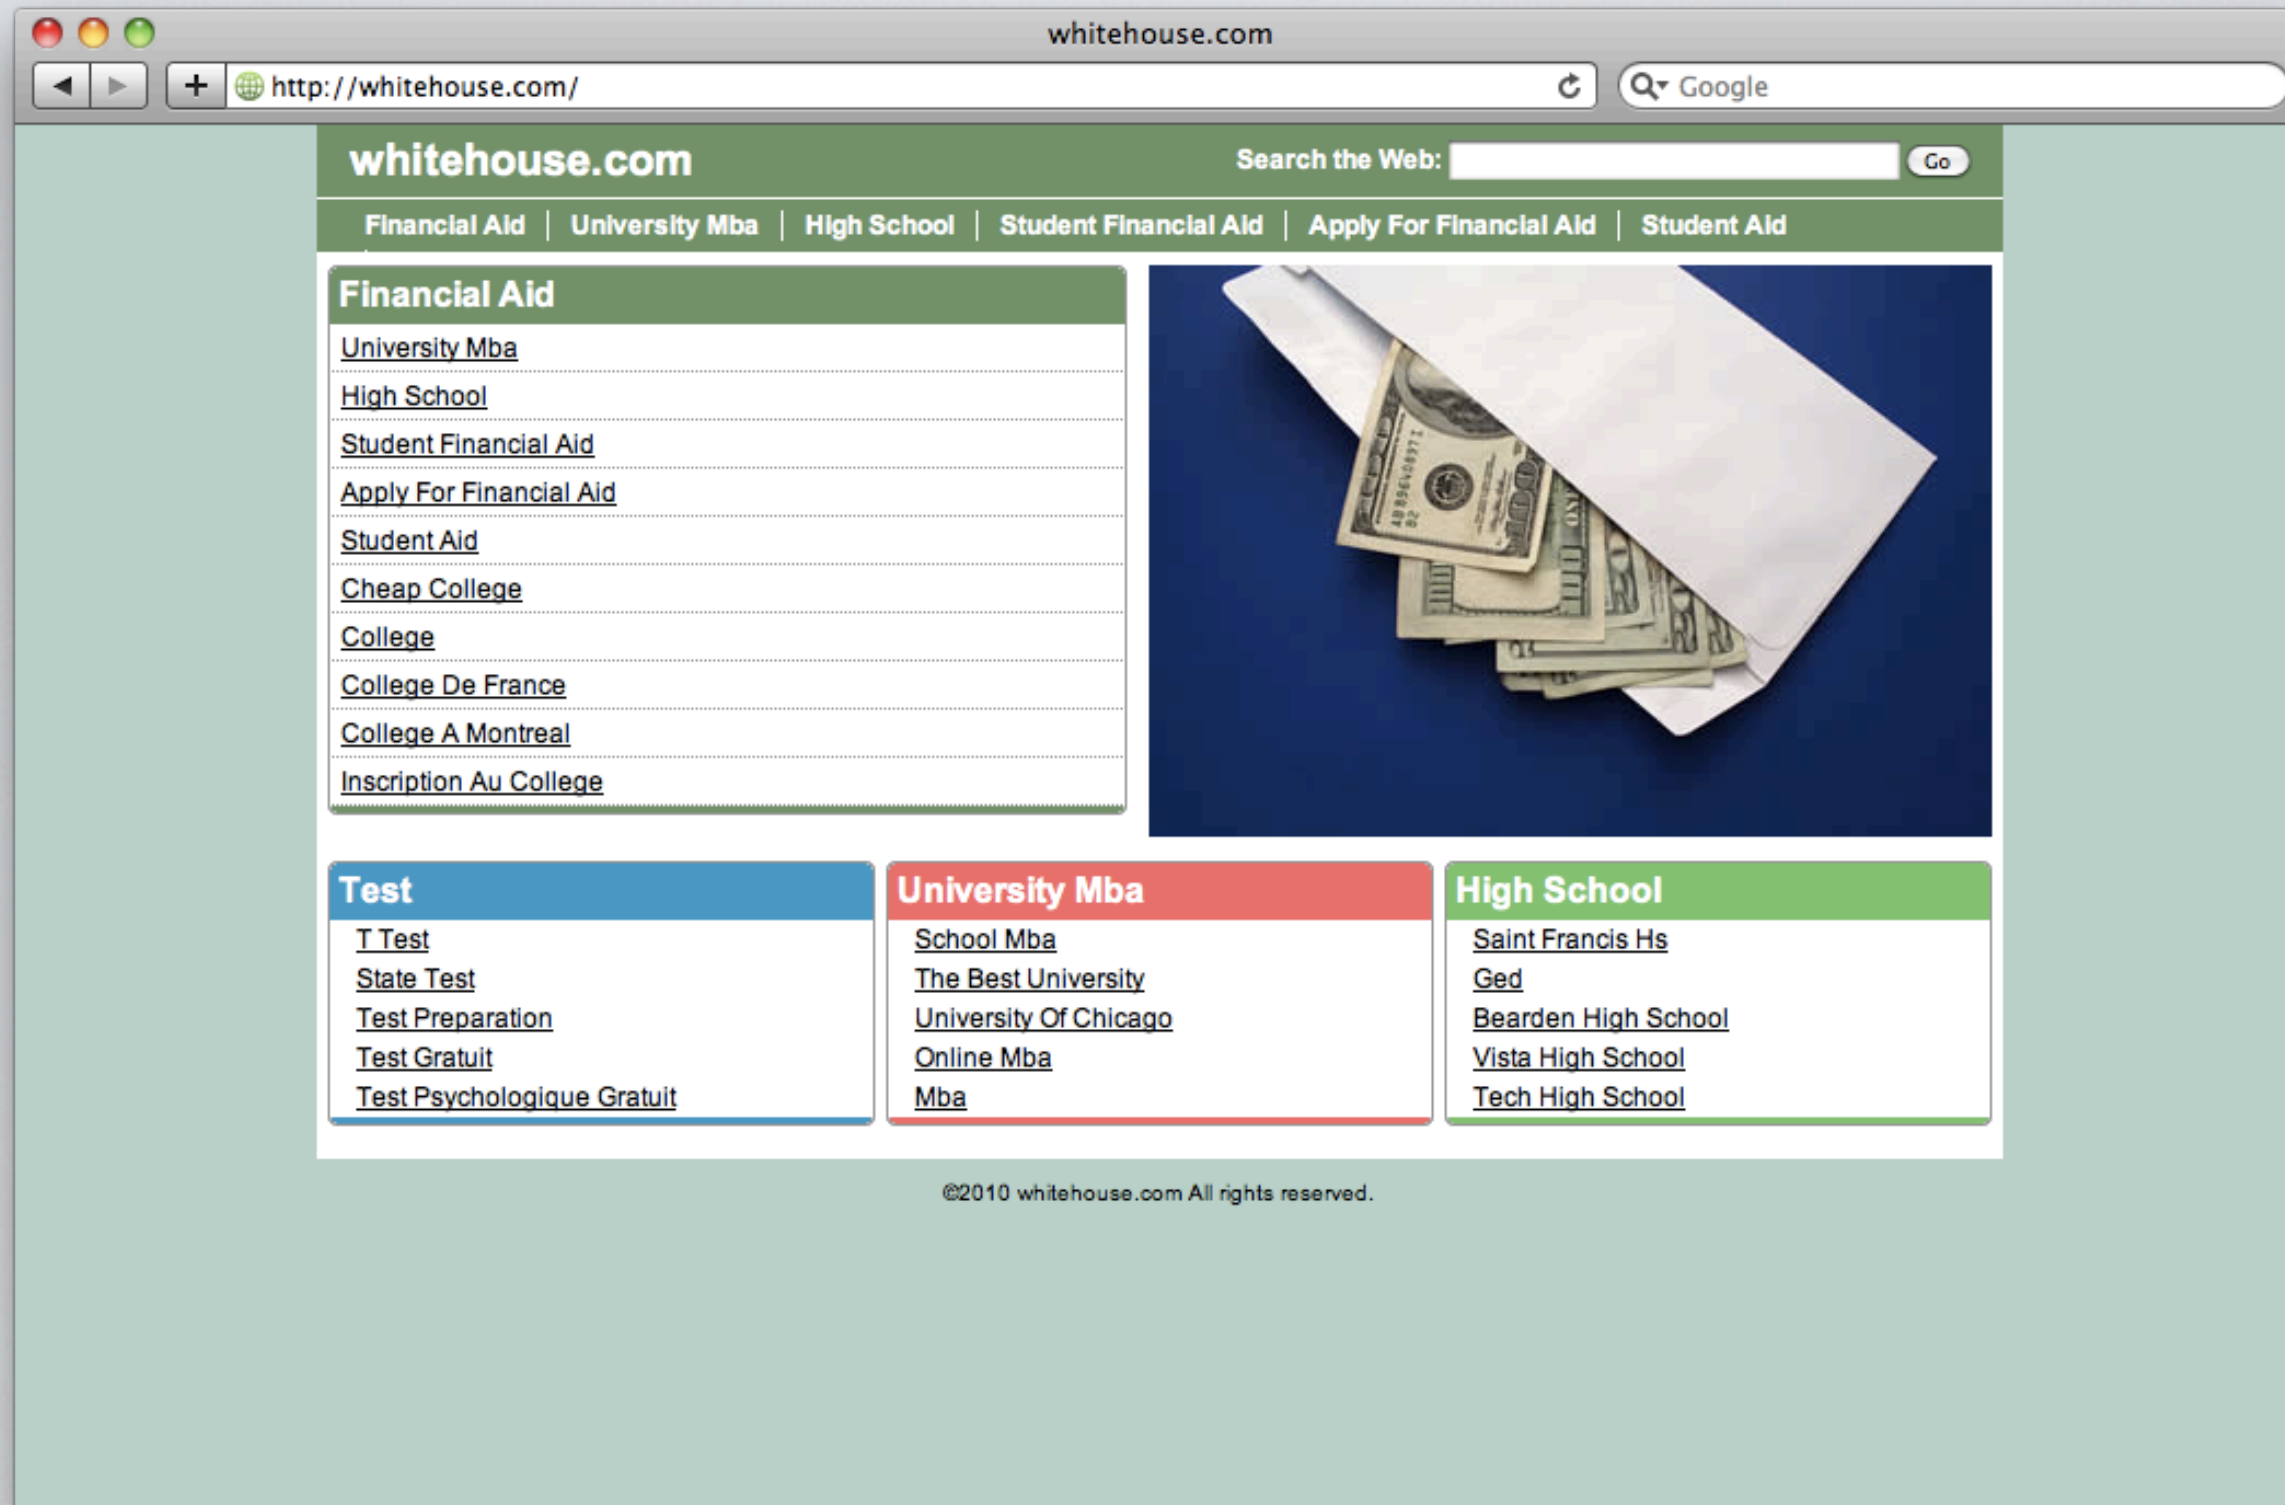 whitehouse.com
http://whitehouse.com/
Google
whitehouse.com
Search the Web:
Go
Financial Aid
University Mba
High School
Student Financial Aid
Apply For Financial Aid
Student Aid
Financial Aid
University Mba
High School
Student Financial Aid
Apply For Financial Aid
Student Aid
Cheap College
College
College De France
College A Montreal
Inscription Au College
100
Test
T Test
State Test
Test Preparation
Test Gratuit
Test Psychologique Gratuit
University Mba
School Mba
The Best University
University Of Chicago
Online Mba
Mba
High School
Saint Francis Hs
Ged
Bearden High School
Vista High School
Tech High School
©2010 whitehouse.com All rights reserved.